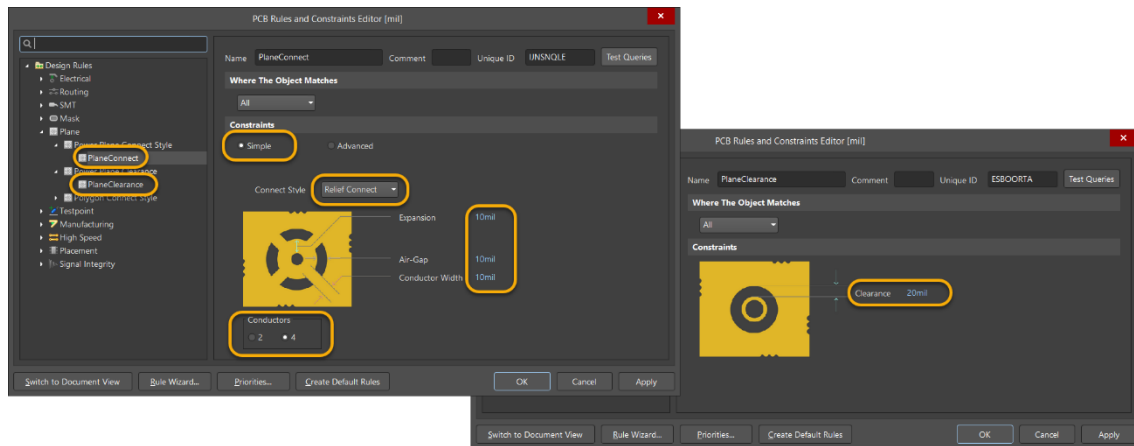 PCB Rules and Constraints Editor [mil]
Q
Design Rules
Electrical
Routing
SMT
Mask
Plane
Power Plane Connect Style
PlaneConnect
Power Plane Clearance
PlaneClearance
Polygon Connect Style
Testpoint
Manufacturing
High Speed
Placement
Signal Integrity
Name PlaneConnect Comment Unique ID IJNSNQLE Test Queries
Where The Object Matches
All
Constraints
Simple Advanced
Connect Style Relief Connect
Expansion 10mil
Air-Gap 10mil
Conductor Width 10mil
Conductors
2 4
Switch to Document View Rule Wizard... Priorities... Create Default Rules OK Cancel Apply
PCB Rules and Constraints Editor [mil]
Name PlaneClearance Comment Unique ID ESBOORTA Test Queries
Where The Object Matches
All
Constraints
Clearance 20mil
Switch to Document View Rule Wizard... Priorities... Create Default Rules OK Cancel Apply